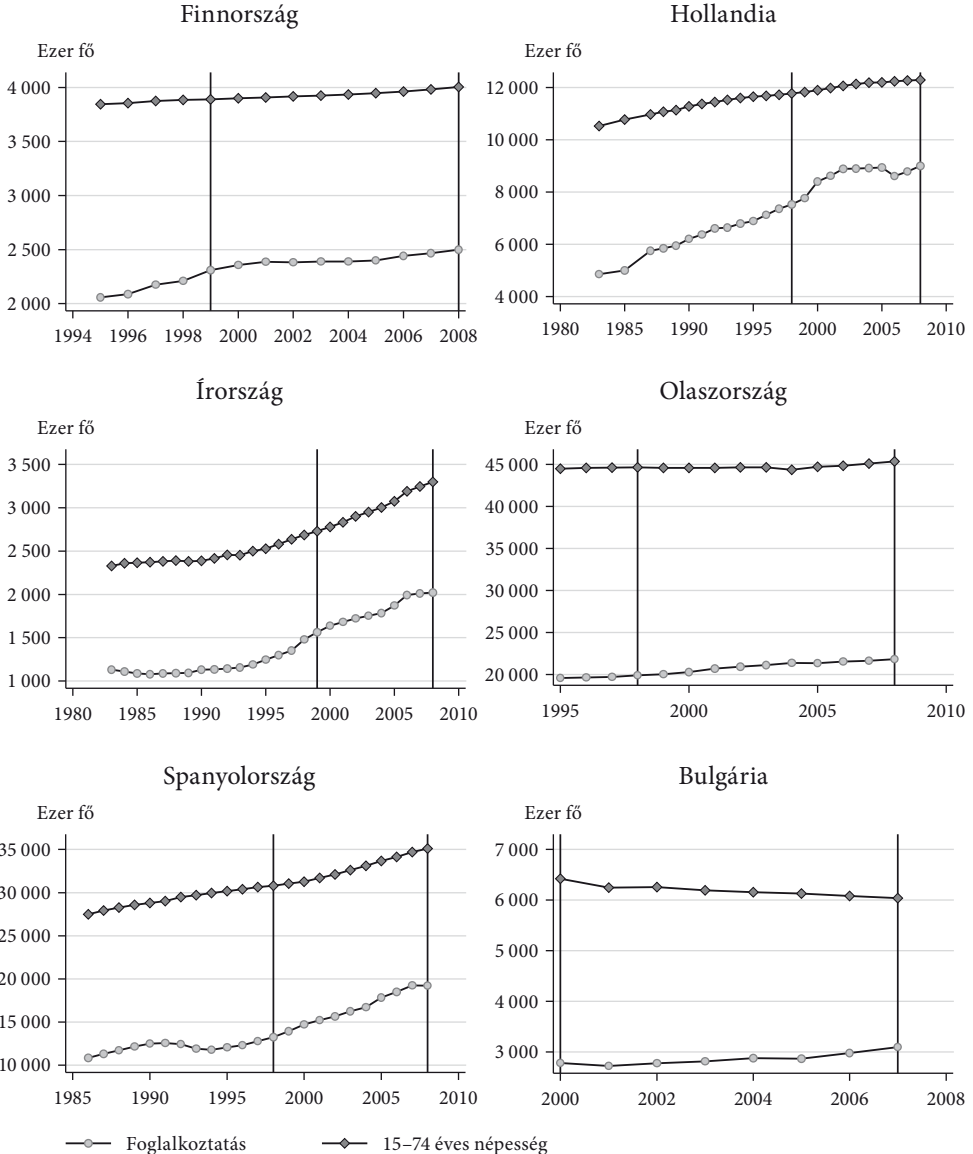 Finnország
Ezer fő
4 000
3 500
3 000
2 500
2 000
1994 1996 1998 2000 2002 2004 2006 2008
Hollandia
Ezer fő
12 000
10 000
8 000
6 000
4 000
1980 1985 1990 1995 2000 2005 2010
Írország
Ezer fő
3 500
3 000
2 500
2 000
1 500
1 000
1980 1985 1990 1995 2000 2005 2010
Olaszország
Ezer fő
45 000
40 000
35 000
30 000
25 000
20 000
1995 2000 2005 2010
Spanyolország
Ezer fő
35 000
30 000
25 000
20 000
15 000
10 000
1985 1990 1995 2000 2005 2010
Bulgária
Ezer fő
7 000
6 000
5 000
4 000
3 000
2000 2002 2004 2006 2008
Foglalkoztatás 15–74 éves népesség